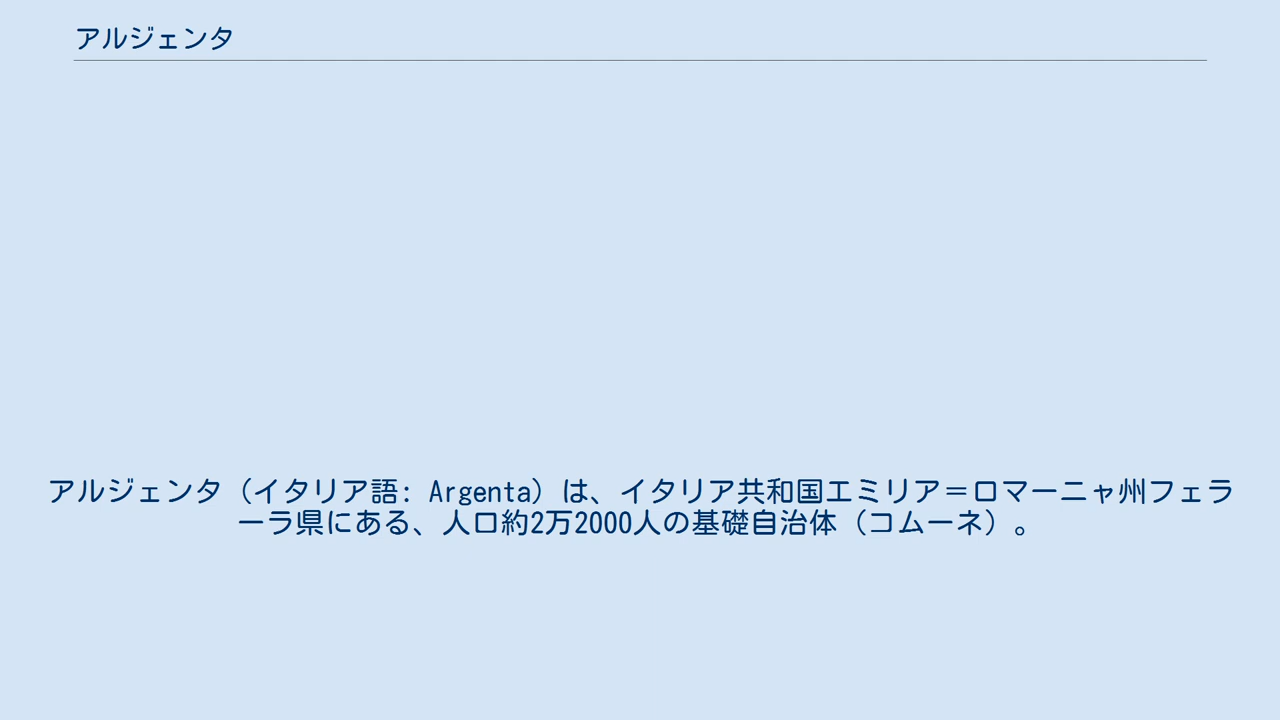 アルジェンタ
アルジェンタ（イタリア語: Argenta）は、イタリア共和国エミリア＝ロマーニャ州フェラ
ーラ県にある、人口約2万2000人の基礎自治体（コムーネ）。